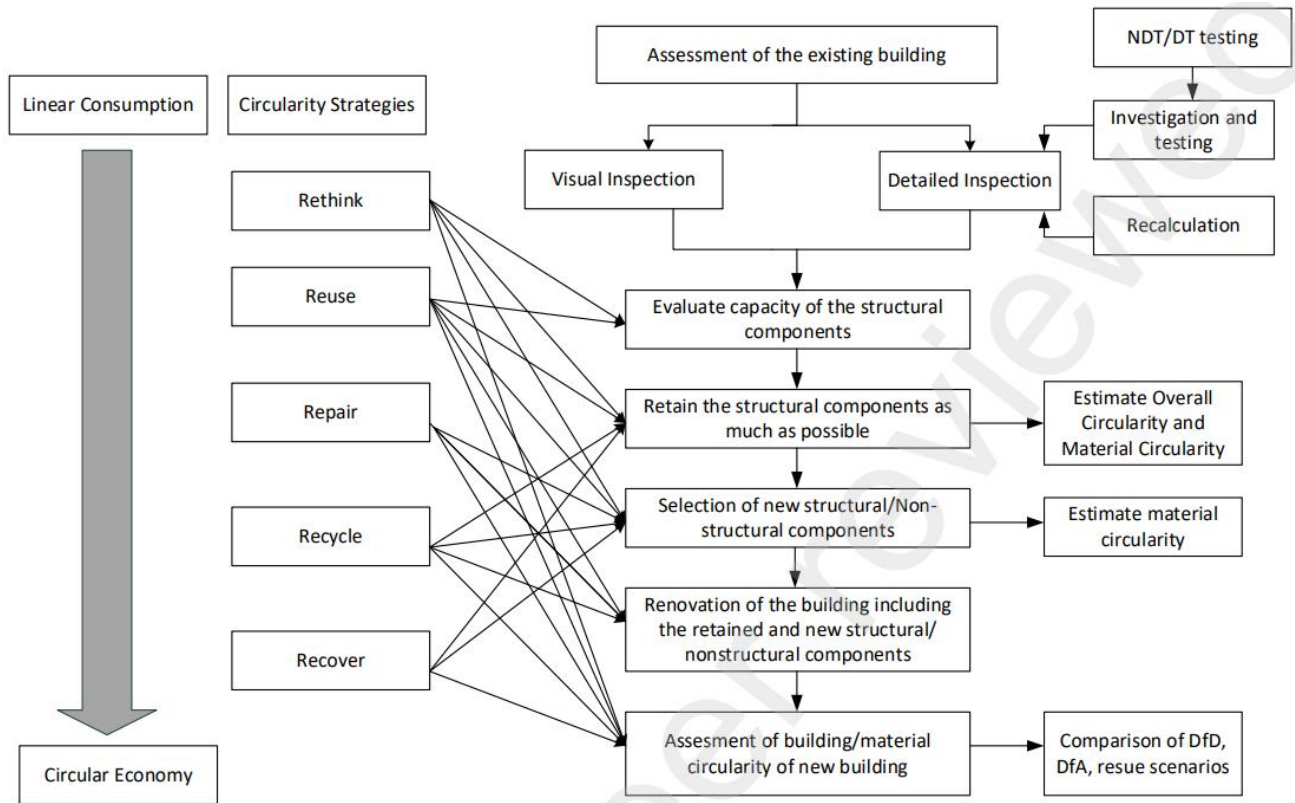 Assessment of the existing building
NDT/DT testing
Linear Consumption
Circularity Strategies
Investigation and
testing
Visual Inspection
Detailed Inspection
Rethink
Recalculation
Reuse
Evaluate capacity of the structural
components
Repair
Retain the structural components as
much as possible
Estimate Overall
Circularity and
Material Circularity
Recycle
Selection of new structural/Non-
structural components
Estimate material
circularity
Renovation of the building including
the retained and new structural/
nonstructural components
Recover
Assesment of building/material
circularity of new building
Comparison of DfD,
DfA, resue scenarios
Circular Economy
er reviewe